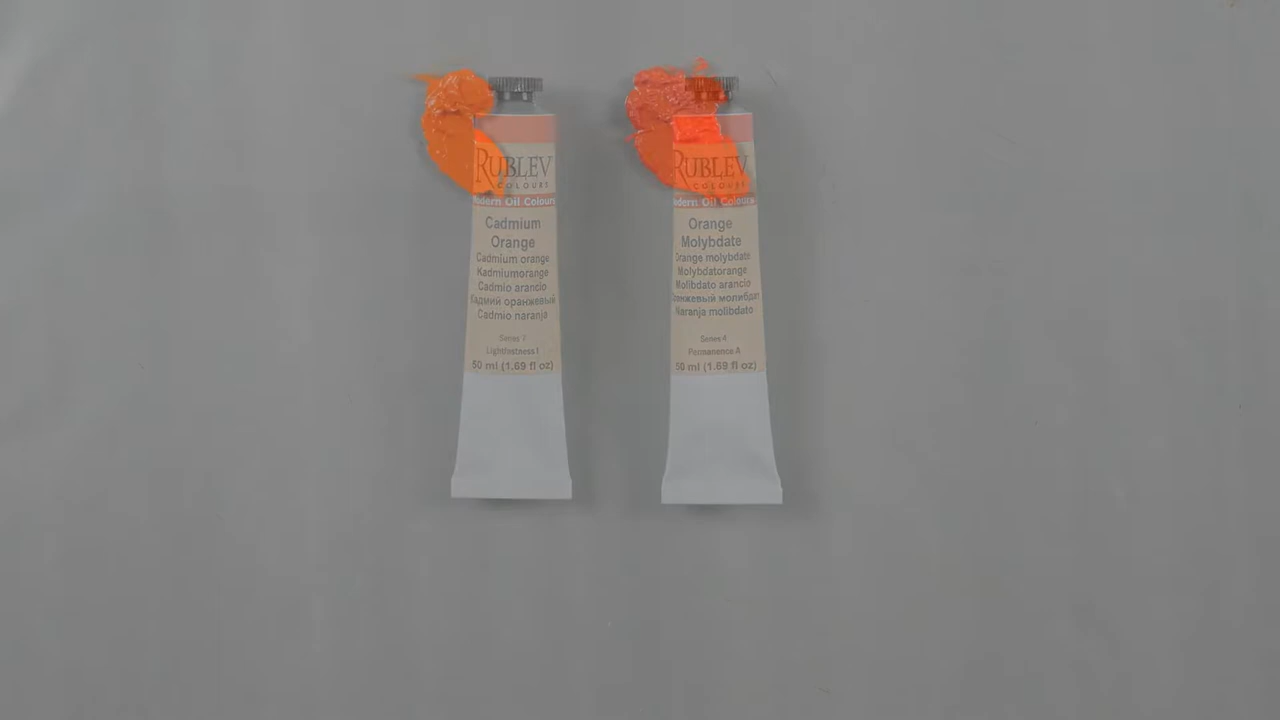 RUBLEV
COLOURS
Modern Oil Colours
Cadmium
Orange
Cadmium orange
Kadmiumorange
Cadmio arancio
Кадмий оранжевый
Cadmio naranja
Series 7
Lightfastness I
50 ml (1.69 fl oz)
RUBLEV
COLOURS
Modern Oil Colours
Orange
Molybdate
Orange molybdate
Molybdatorange
Molibdato arancio
Оранжевый молибдат
Naranja molibdato
Series 4
Permanence A
50 ml (1.69 fl oz)